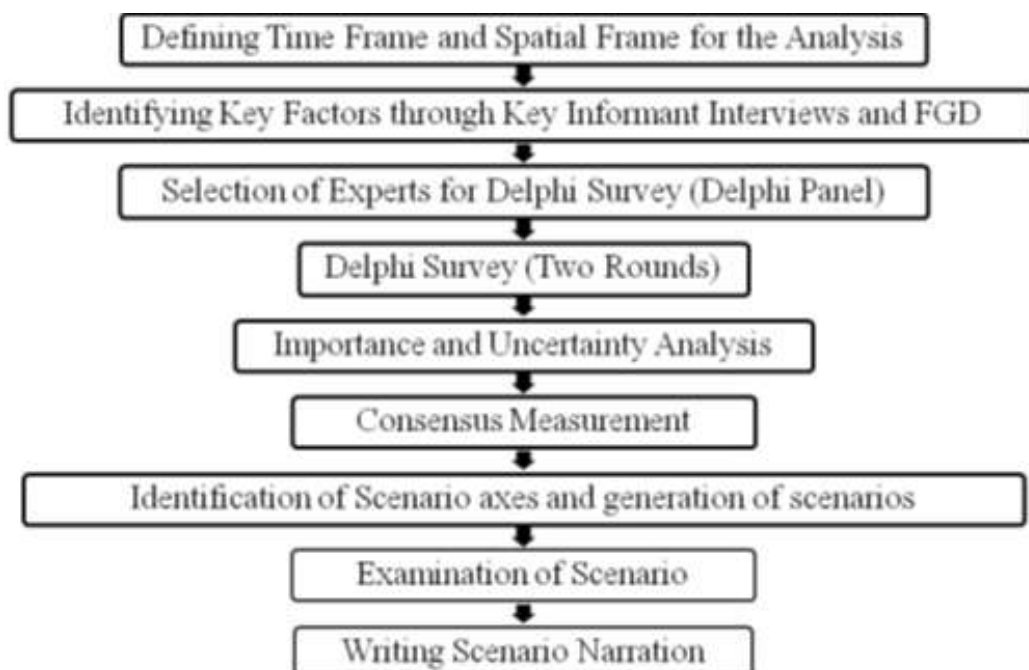 Defining Time Frame and Spatial Frame for the Analysis
Identifying Key Factors through Key Informant Interviews and FGD
Selection of Experts for Delphi Survey (Delphi Panel)
Delphi Survey (Two Rounds)
Importance and Uncertainty Analysis
Consensus Measurement
Identification of Scenario axes and generation of scenarios
Examination of Scenario
Writing Scenario Narration